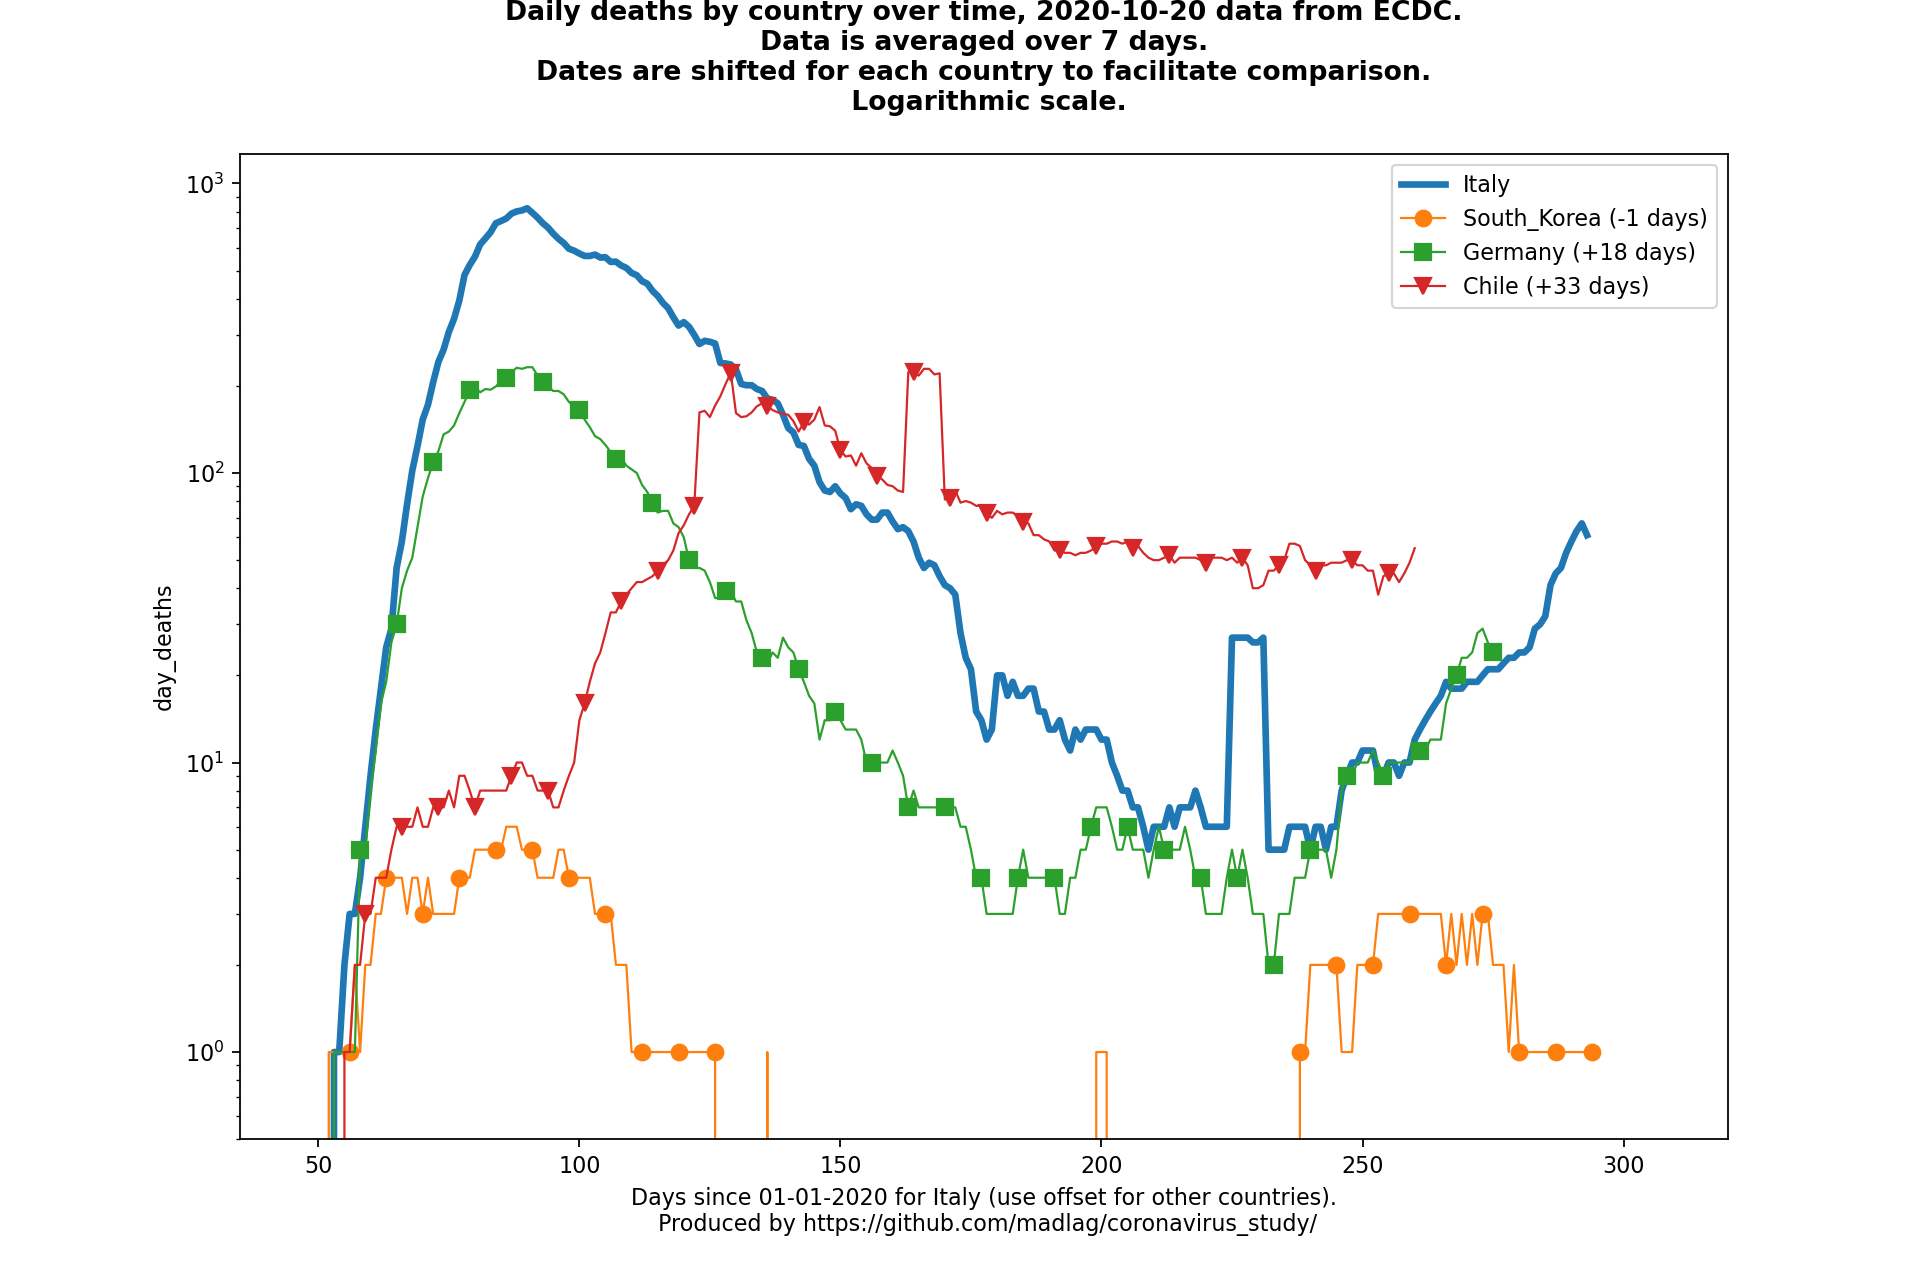 Daily deaths by country over time, 2020-10-20 data from ECDC.
Data is averaged over 7 days.
Dates are shifted for each country to facilitate comparison.
Logarithmic scale.
Italy
South_Korea (-1 days)
Germany (+18 days)
Chile (+33 days)
10³
10²
10¹
10⁰
day_deaths
50 100 150 200 250 300
Days since 01-01-2020 for Italy (use offset for other countries).
Produced by https://github.com/madlag/coronavirus_study/